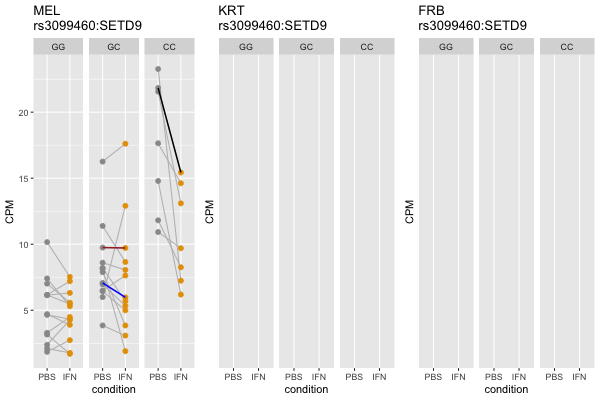 MEL
rs3099460:SETD9
GG GC CC
CPM
20
15
10
5
PBS IFN PBS IFN PBS IFN
condition
KRT
rs3099460:SETD9
GG GC CC
CPM
PBS IFN PBS IFN PBS IFN
condition
FRB
rs3099460:SETD9
GG GC CC
CPM
PBS IFN PBS IFN PBS IFN
condition